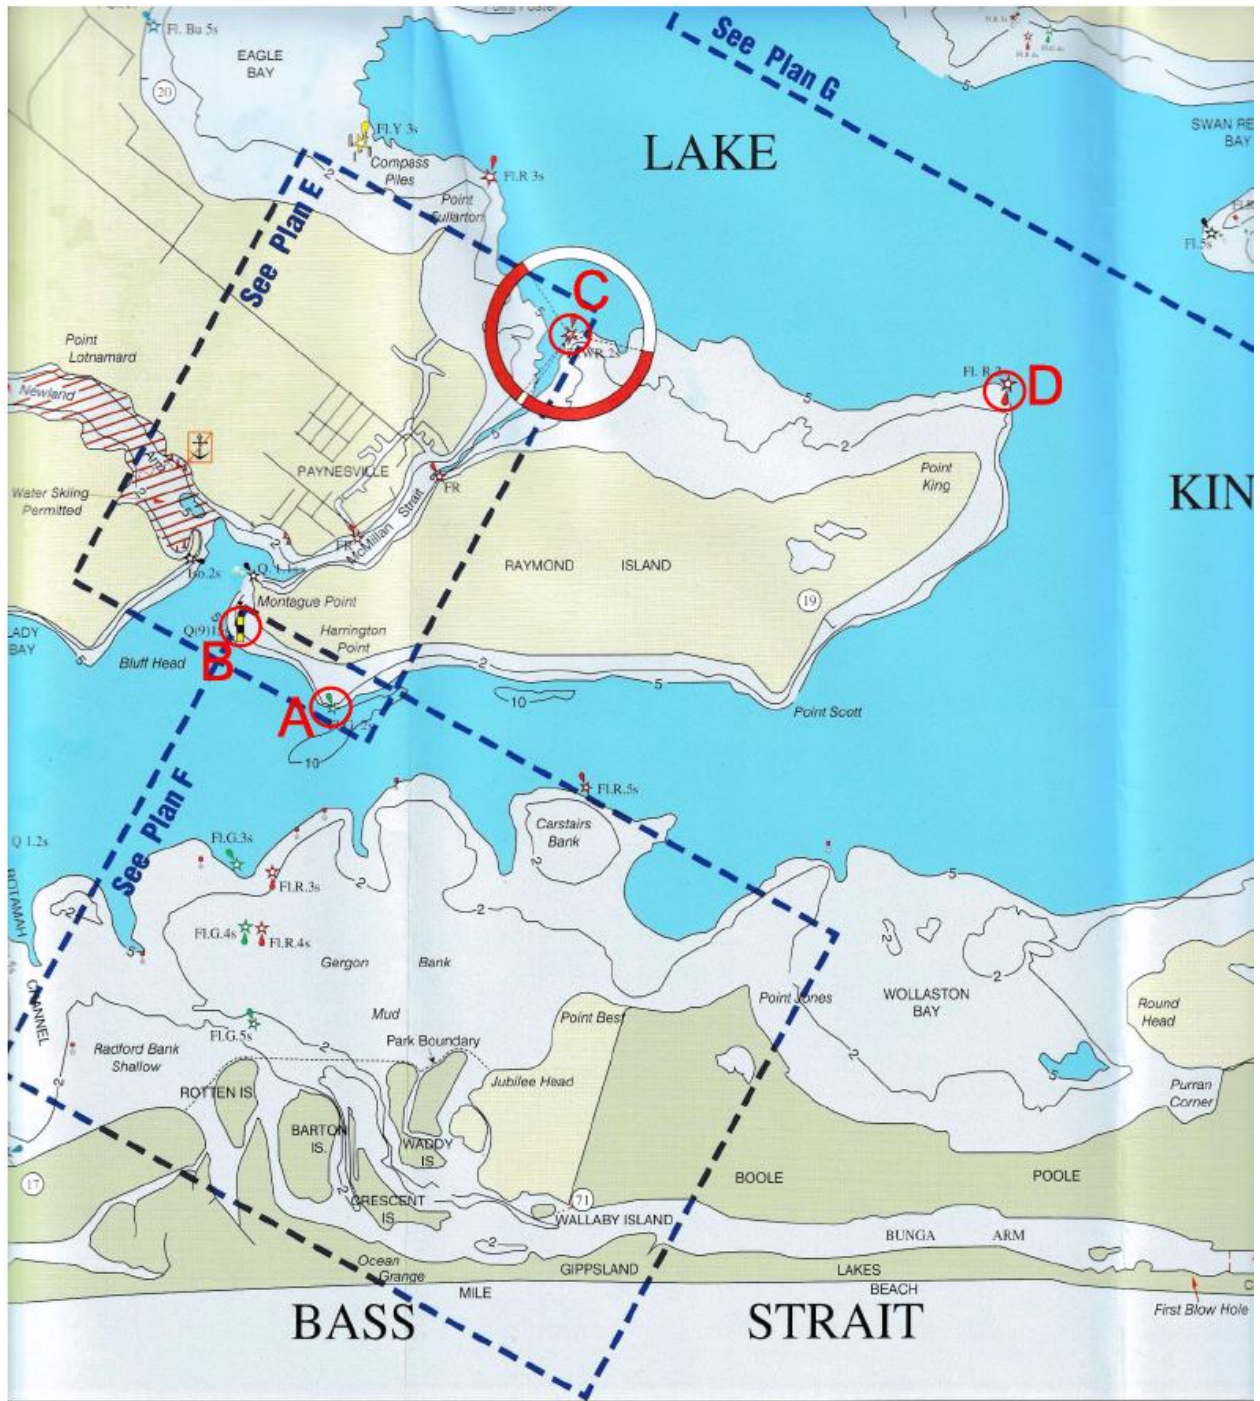 Fl. Bu 5s
EAGLE
BAY
20
Fl.Y 3s
Compass
Piles
2
Fl.R 3s
Point
Fullarton
See Plan G
LAKE
5
SWAN RE
BAY
Fl.5s
See Plan E
C
WR.2s
5
Point
Lotnamard
Newland
Arm
Water Skiing
Permitted
PAYNESVILLE
FR
FR
McMillan Strait
Fl. R.2
D
5
2
Point
King
KIN
RAYMOND ISLAND
19
Iso.2s
Montague Point
Harrington
Point
LADY
BAY
Bluff Head
B
A
2
5
10
10
Point Scott
See Plan F
Fl.R.5s
Carstairs
Bank
2
Q 1.2s
Fl.G.3s
Fl.R.3s
Fl.G.4s
Fl.R.4s
Gergon Bank
Fl.G.5s
CHANNEL
Radford Bank
Shallow
Mud
Park Boundary
Point Best
Jubilee Head
Point Jones
WOLLASTON
BAY
Round
Head
Purran
Corner
ROTTEN IS.
BARTON
IS.
WADDY
IS
CRESCENT
IS.
17
71
WALLABY ISLAND
BOOLE
POOLE
BUNGA ARM
Ocean
Grange
GIPPSLAND
LAKES
MILE
BEACH
First Blow Hole
BASS STRAIT